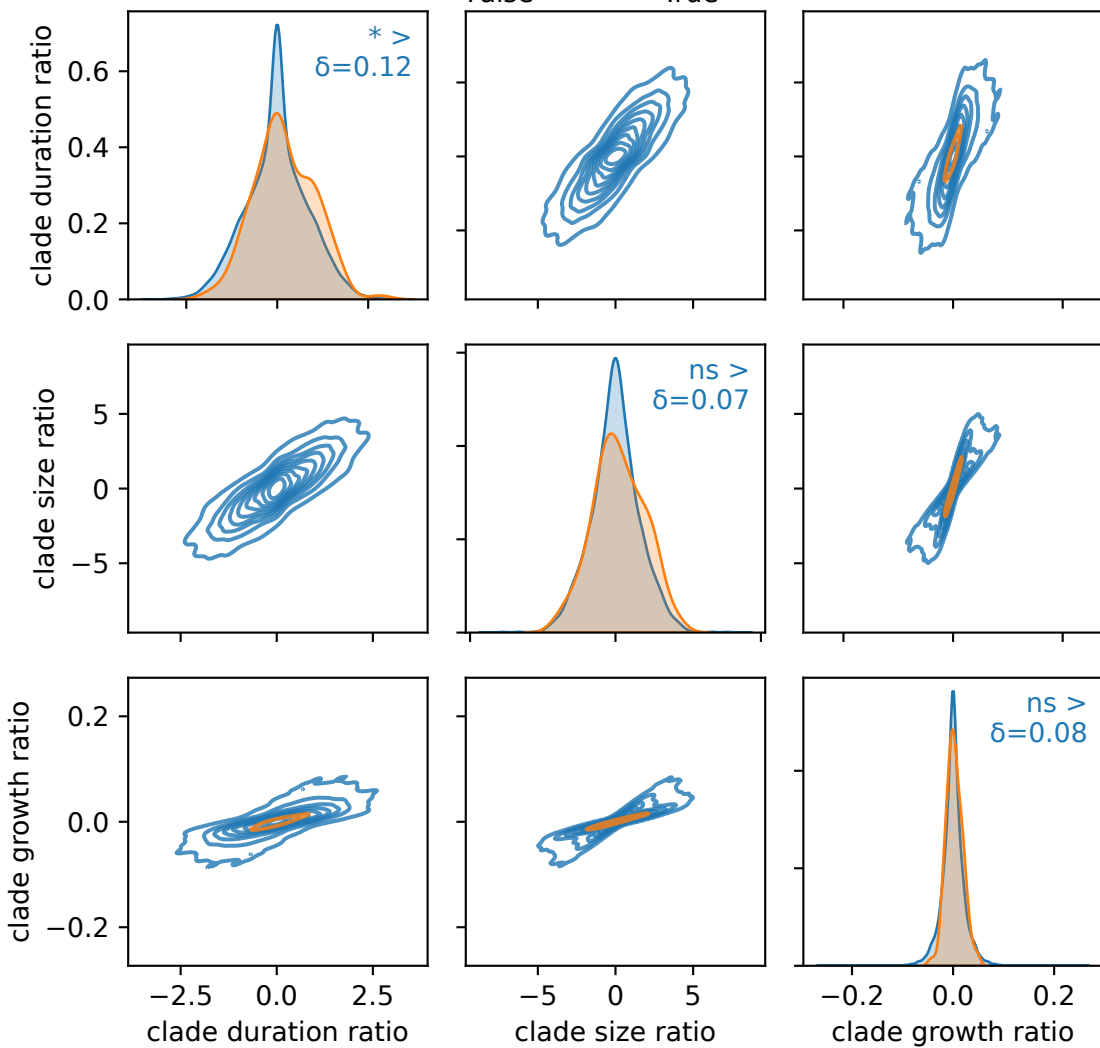 clade duration ratio
0.6
0.4
0.2
0.0
* >
δ=0.12
clade size ratio
5
0
−5
ns >
δ=0.07
clade growth ratio
0.2
0.0
−0.2
ns >
δ=0.08
−2.5 0.0 2.5
−5 0 5
−0.2 0.0 0.2
clade duration ratio
clade size ratio
clade growth ratio